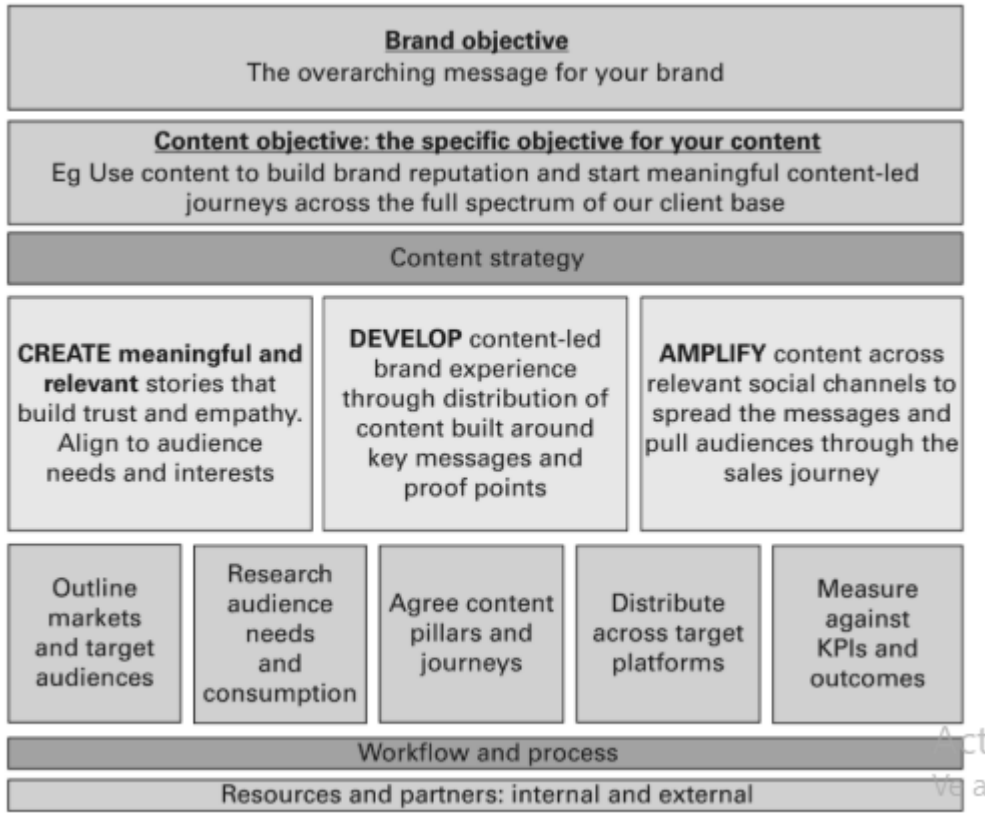 Brand objective
The overarching message for your brand
Content objective: the specific objective for your content
Eg Use content to build brand reputation and start meaningful content-led
journeys across the full spectrum of our client base
Content strategy
CREATE meaningful and
relevant stories that
build trust and empathy.
Align to audience
needs and interests
DEVELOP content-led
brand experience
through distribution of
content built around
key messages and
proof points
AMPLIFY content across
relevant social channels to
spread the messages and
pull audiences through the
sales journey
Outline
markets
and target
audiences
Research
audience
needs
and
consumption
Agree content
pillars and
journeys
Distribute
across target
platforms
Measure
against
KPIs and
outcomes
Workflow and process
Resources and partners: internal and external